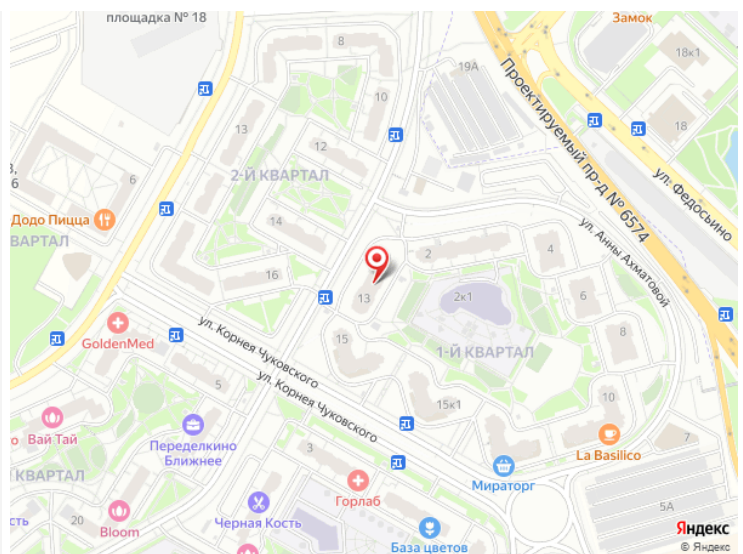 площадка № 18
Замок
8
18к1
19А
10
Проектируемый пр-д № 6574
13
18
12
6
2-Й КВАРТАЛ
ул. Федосьино
Додо Пицца
14
ул. Анны Ахматовой
КВАРТАЛ
2
4
16
13
2к1
6
GoldenMed
ул. Корнея Чуковского
15
8
1-Й КВАРТАЛ
5
ул. Корнея Чуковского
10
15к1
Вай Тай
Переделкино
Ближнее
7
La Basilico
3
Й КВАРТАЛ
Горлаб
Мираторг
5А
20
Bloom
Черная Кость
База цветов
Яндекс
© Яндекс